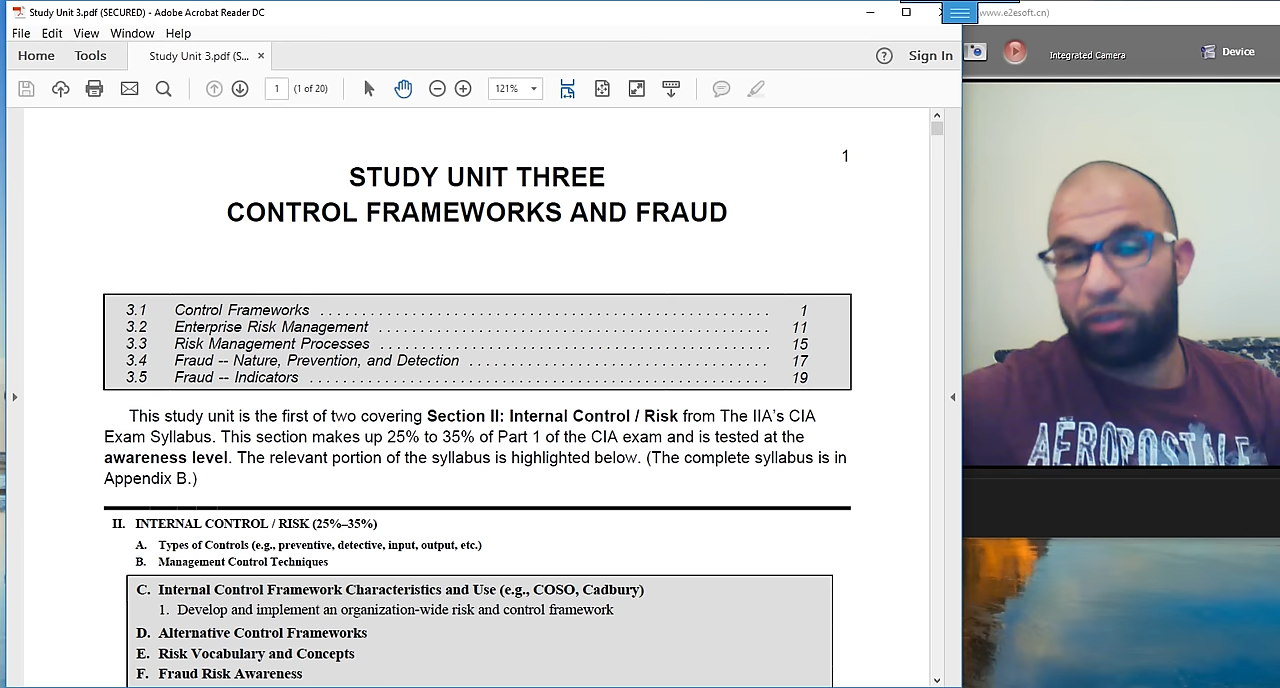 Study Unit 3.pdf (SECURED) - Adobe Acrobat Reader DC
www.e2esoft.cn)
File Edit View Window Help
Home Tools Study Unit 3.pdf (S... × Sign In
Integrated Camera Device
1 (1 of 20) 121%
1
STUDY UNIT THREE
CONTROL FRAMEWORKS AND FRAUD
3.1 Control Frameworks . . . . . . . . . . . . . . . . . . . . . . . . . . . . . . . . . . . . . . . . . . . . . . . . . . . . 1
3.2 Enterprise Risk Management . . . . . . . . . . . . . . . . . . . . . . . . . . . . . . . . . . . . . . . . . . . . . 11
3.3 Risk Management Processes . . . . . . . . . . . . . . . . . . . . . . . . . . . . . . . . . . . . . . . . . . . . . 15
3.4 Fraud -- Nature, Prevention, and Detection . . . . . . . . . . . . . . . . . . . . . . . . . . . . . . . . . . . 17
3.5 Fraud -- Indicators . . . . . . . . . . . . . . . . . . . . . . . . . . . . . . . . . . . . . . . . . . . . . . . . . . . . . 19
This study unit is the first of two covering Section II: Internal Control / Risk from The IIA's CIA
Exam Syllabus. This section makes up 25% to 35% of Part 1 of the CIA exam and is tested at the
awareness level. The relevant portion of the syllabus is highlighted below. (The complete syllabus is in
Appendix B.)
II. INTERNAL CONTROL / RISK (25%–35%)
A. Types of Controls (e.g., preventive, detective, input, output, etc.)
B. Management Control Techniques
C. Internal Control Framework Characteristics and Use (e.g., COSO, Cadbury)
1. Develop and implement an organization-wide risk and control framework
D. Alternative Control Frameworks
E. Risk Vocabulary and Concepts
F. Fraud Risk Awareness
AÉROPOSTALE